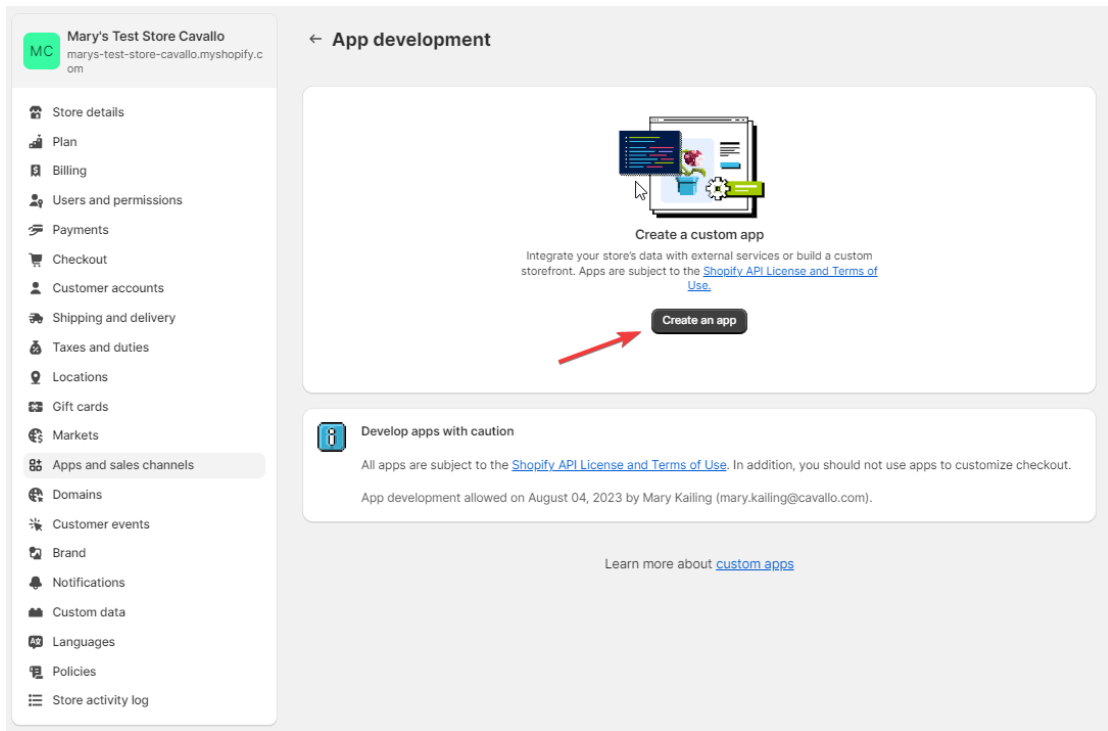 MC
Mary's Test Store Cavallo
marys-test-store-cavallo.myshopify.c
om
Store details
Plan
Billing
Users and permissions
Payments
Checkout
Customer accounts
Shipping and delivery
Taxes and duties
Locations
Gift cards
Markets
Apps and sales channels
Domains
Customer events
Brand
Notifications
Custom data
Languages
Policies
Store activity log
← App development
Create a custom app
Integrate your store's data with external services or build a custom
storefront. Apps are subject to the Shopify API License and Terms of
Use.
Create an app
Develop apps with caution
All apps are subject to the Shopify API License and Terms of Use. In addition, you should not use apps to customize checkout.
App development allowed on August 04, 2023 by Mary Kailing (mary.kailing@cavallo.com).
Learn more about custom apps